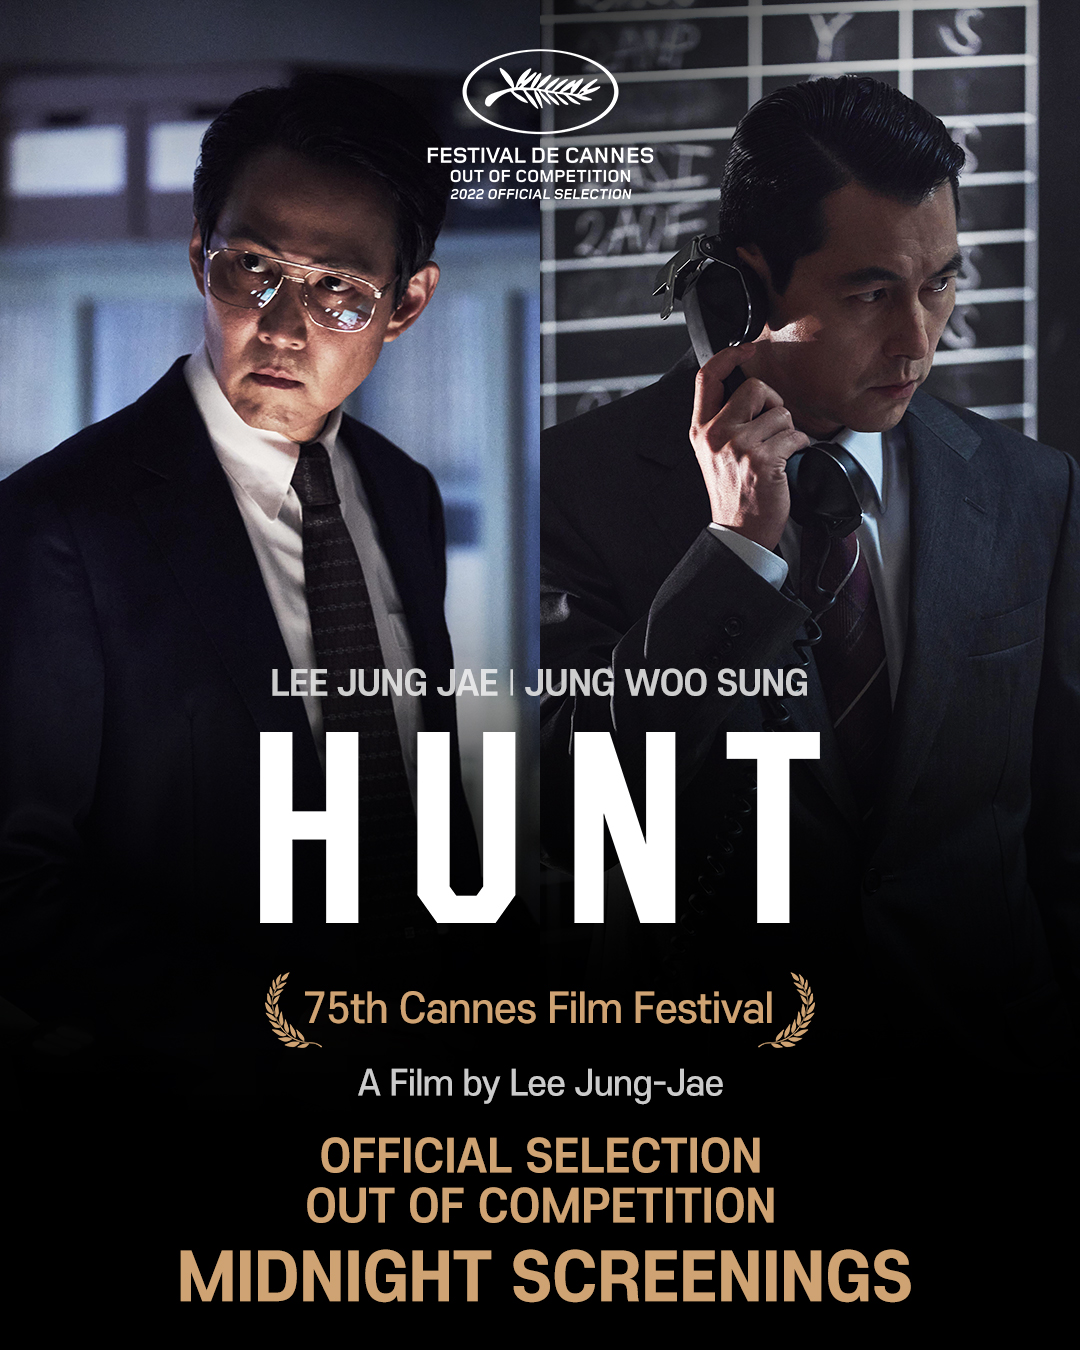 Y S
FESTIVAL DE CANNES
OUT OF COMPETITION
2022 OFFICIAL SELECTION
LEE JUNG JAE | JUNG WOO SUNG
HUNT
75th Cannes Film Festival
A Film by Lee Jung-Jae
OFFICIAL SELECTION
OUT OF COMPETITION
MIDNIGHT SCREENINGS